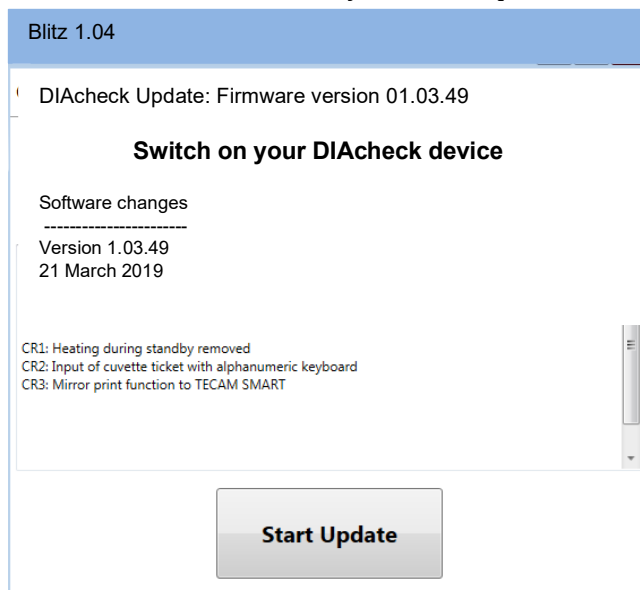 Blitz 1.04
DIAcheck Update: Firmware version 01.03.49
Switch on your DIAcheck device
Software changes
-----------------------
Version 1.03.49
21 March 2019
CR1: Heating during standby removed
CR2: Input of cuvette ticket with alphanumeric keyboard
CR3: Mirror print function to TECAM SMART
Start Update